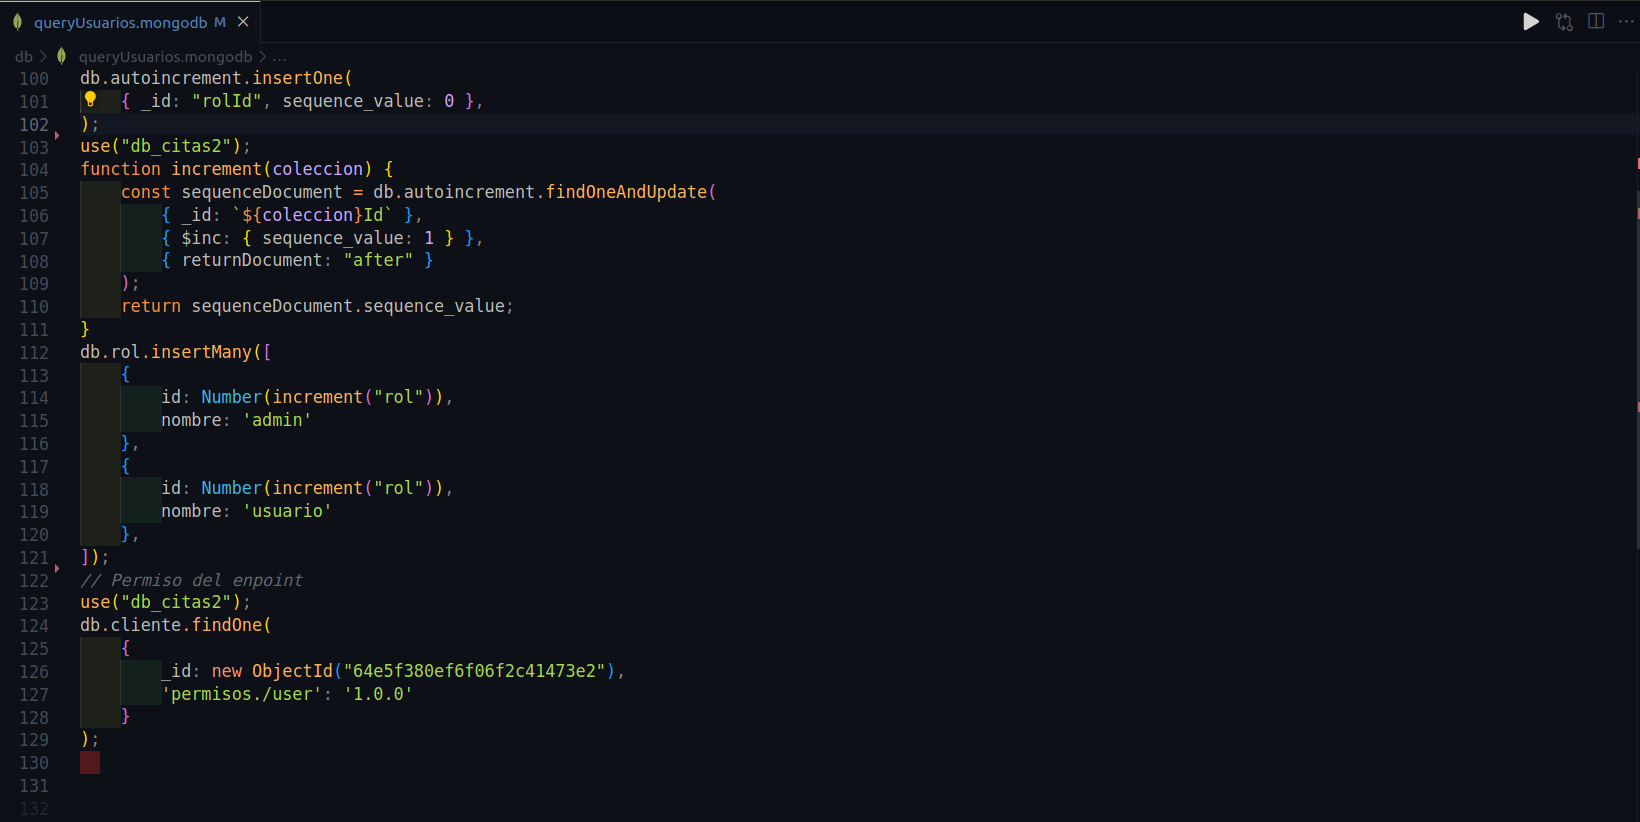 queryUsuarios.mongodb M
db > queryUsuarios.mongodb > ...
100 db.autoincrement.insertOne(
101     { _id: "rolId", sequence_value: 0 },
102 );
103 use("db_citas2");
104 function increment(coleccion) {
105     const sequenceDocument = db.autoincrement.findOneAndUpdate(
106         { _id: `${coleccion}Id` },
107         { $inc: { sequence_value: 1 } },
108         { returnDocument: "after" }
109     );
110     return sequenceDocument.sequence_value;
111 }
112 db.rol.insertMany([
113     {
114         id: Number(increment("rol")),
115         nombre: 'admin'
116     },
117     {
118         id: Number(increment("rol")),
119         nombre: 'usuario'
120     },
121 ]);
122 // Permiso del enpoint
123 use("db_citas2");
124 db.cliente.findOne(
125     {
126         _id: new ObjectId("64e5f380ef6f06f2c41473e2"),
127         'permisos./user': '1.0.0'
128     }
129 );
130
131
132